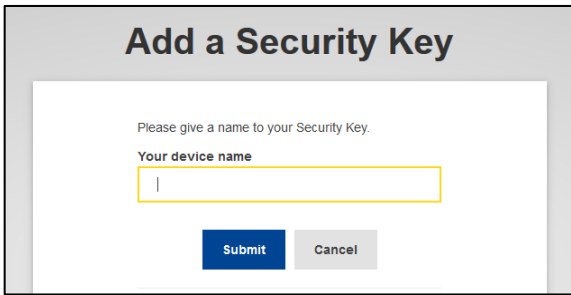 Add a Security Key
Please give a name to your Security Key.
Your device name
Submit Cancel